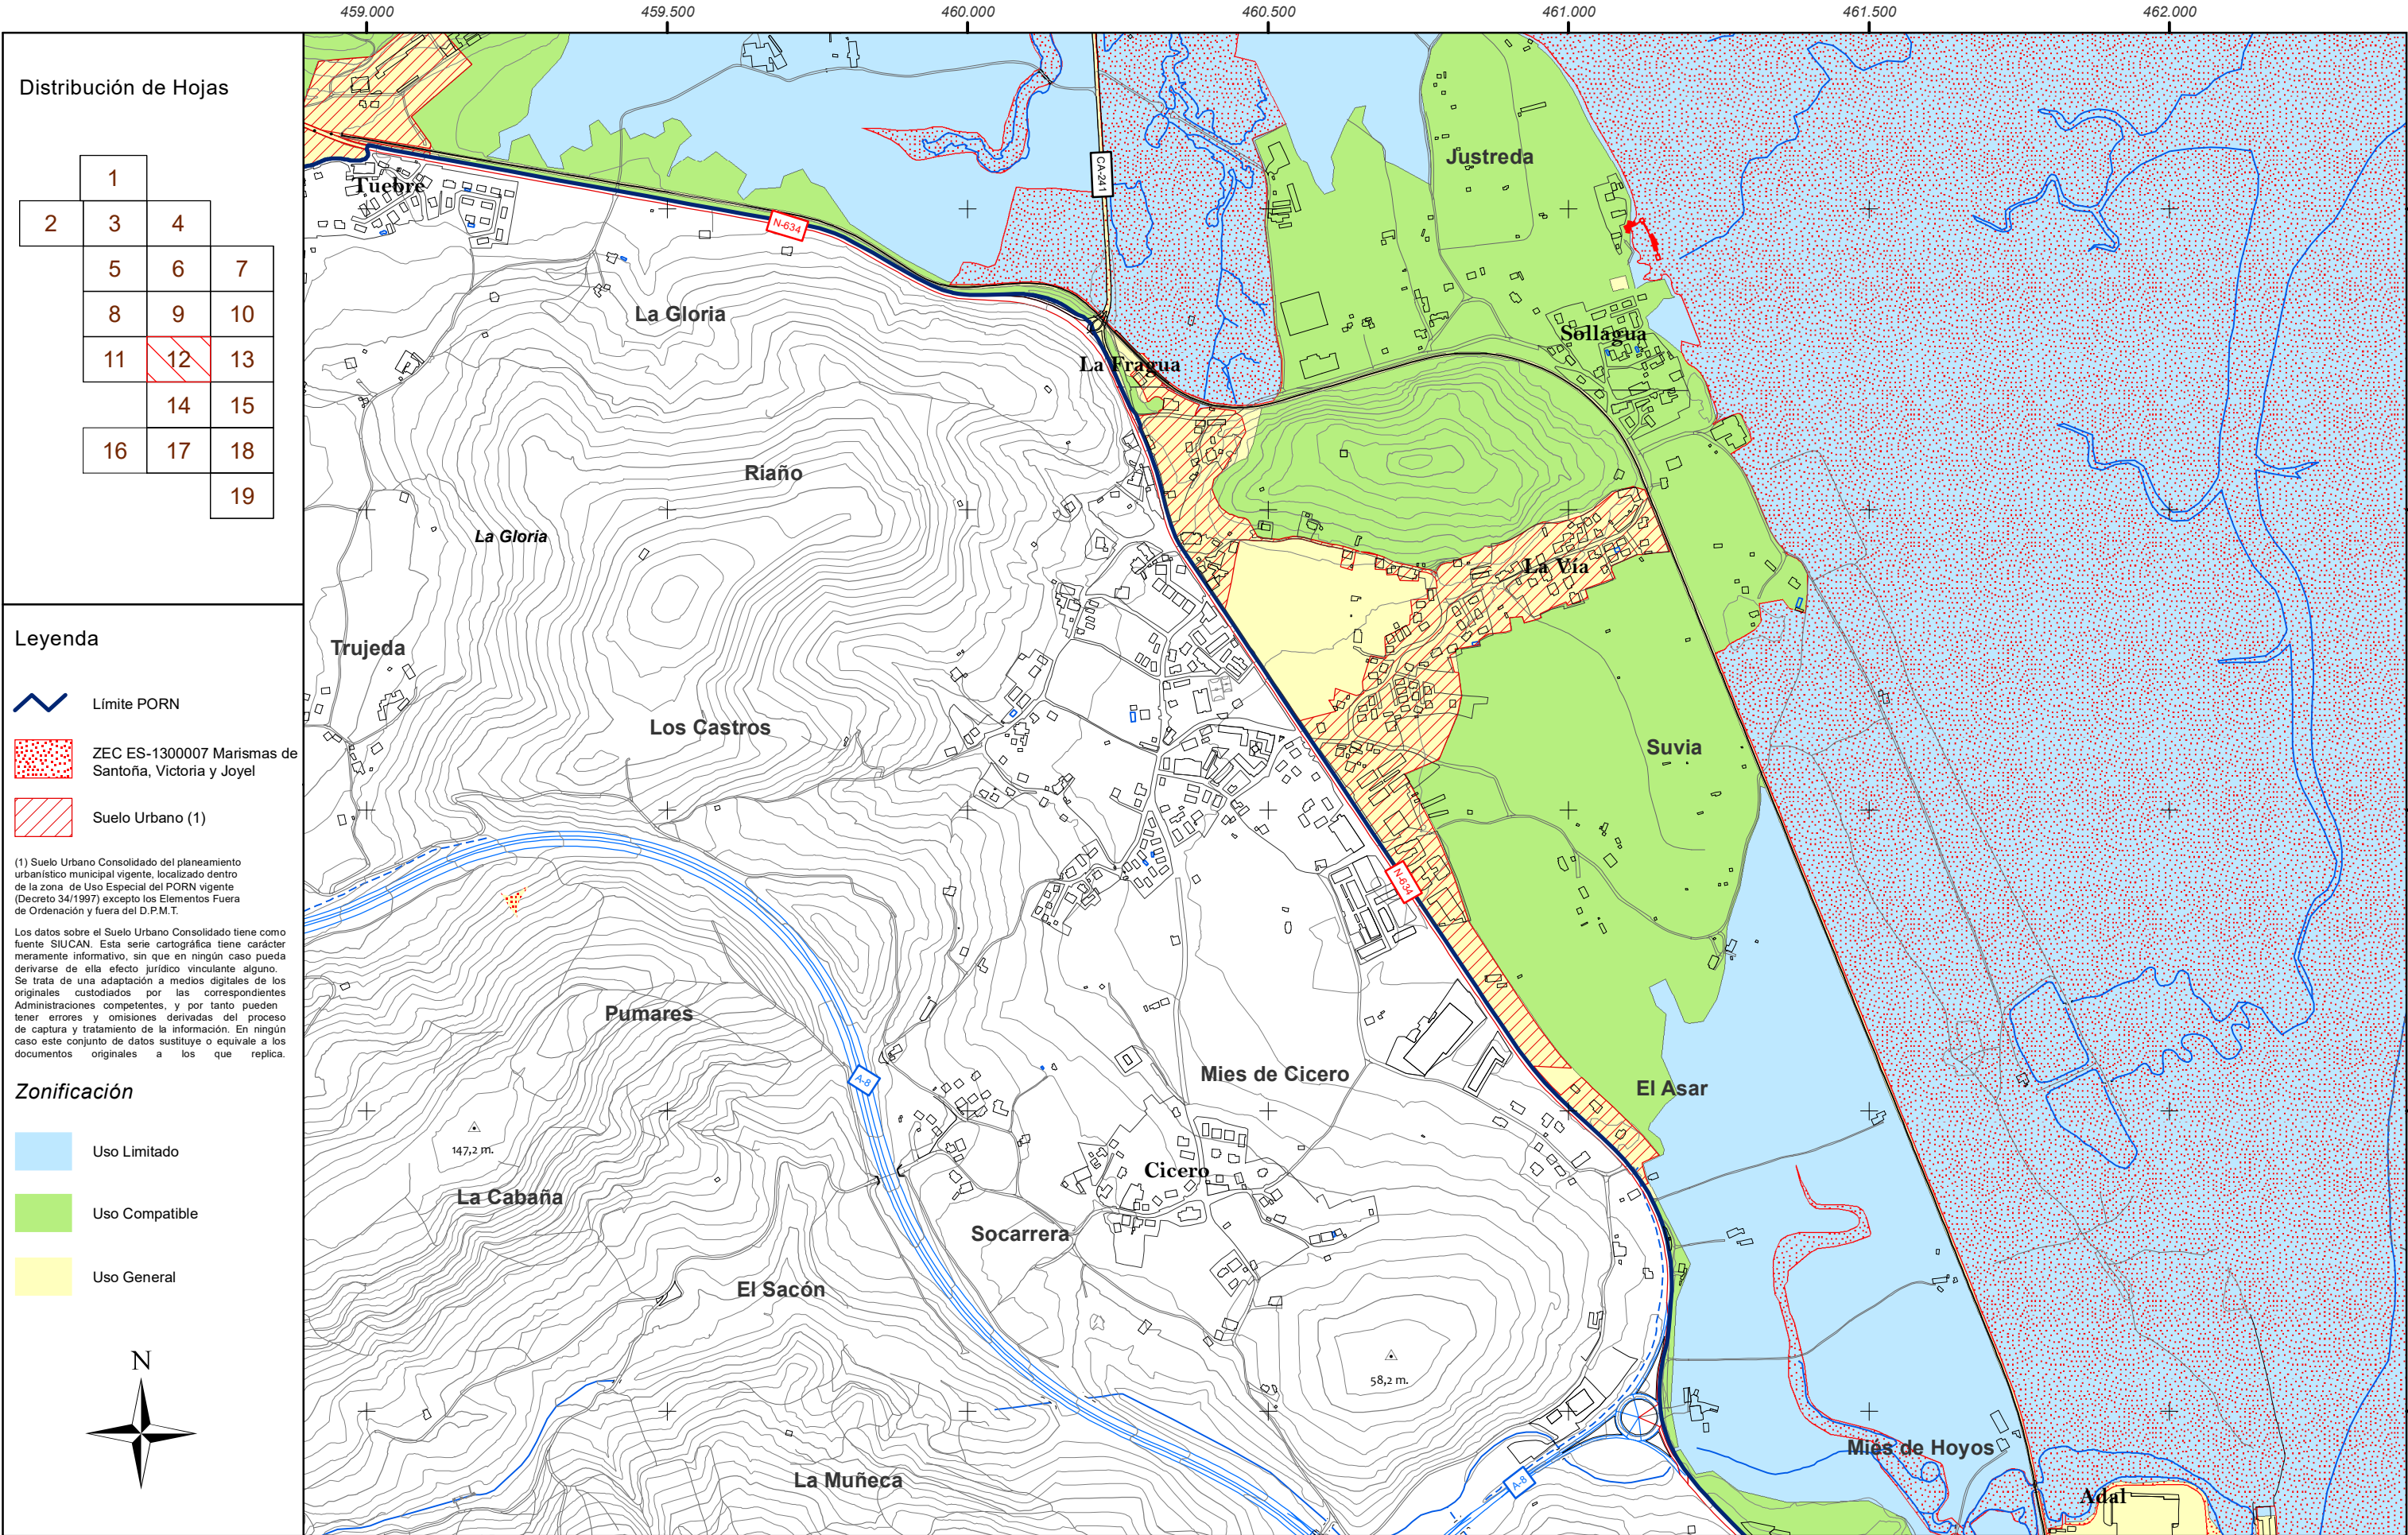 459.000 459.500 460.000 460.500 461.000 461.500 462.000
Distribución de Hojas
1
2 3 4
5 6 7
8 9 10
11 12 13
14 15
16 17 18
19
Leyenda
Límite PORN
ZEC ES-1300007 Marismas de
Santoña, Victoria y Joyel
Suelo Urbano (1)
(1) Suelo Urbano Consolidado del planeamiento
urbanístico municipal vigente, localizado dentro
de la zona de Uso Especial del PORN vigente
(Decreto 34/1997) excepto los Elementos Fuera
de Ordenación y fuera del D.P.M.T.
Los datos sobre el Suelo Urbano Consolidado tiene como
fuente SIUCAN. Esta serie cartográfica tiene carácter
meramente informativo, sin que en ningún caso pueda
derivarse de ella efecto jurídico vinculante alguno.
Se trata de una adaptación a medios digitales de los
originales custodiados por las correspondientes
Administraciones competentes, y por tanto pueden
tener errores y omisiones derivadas del proceso
de captura y tratamiento de la información. En ningún
caso este conjunto de datos sustituye o equivale a los
documentos originales a los que replica.
Zonificación
Uso Limitado
Uso Compatible
Uso General
N
Tuebre
N-634
CA-241
Justreda
La Gloria
La Fragua
Sollagua
Riaño
La Gloria
La Vía
Trujeda
Los Castros
Suvia
N-634
Pumares
A-8
Mies de Cicero
El Asar
147,2 m.
La Cabaña
Cicero
Socarrera
El Sacón
58,2 m.
Mies de Hoyos
La Muñeca
A-8
Adal